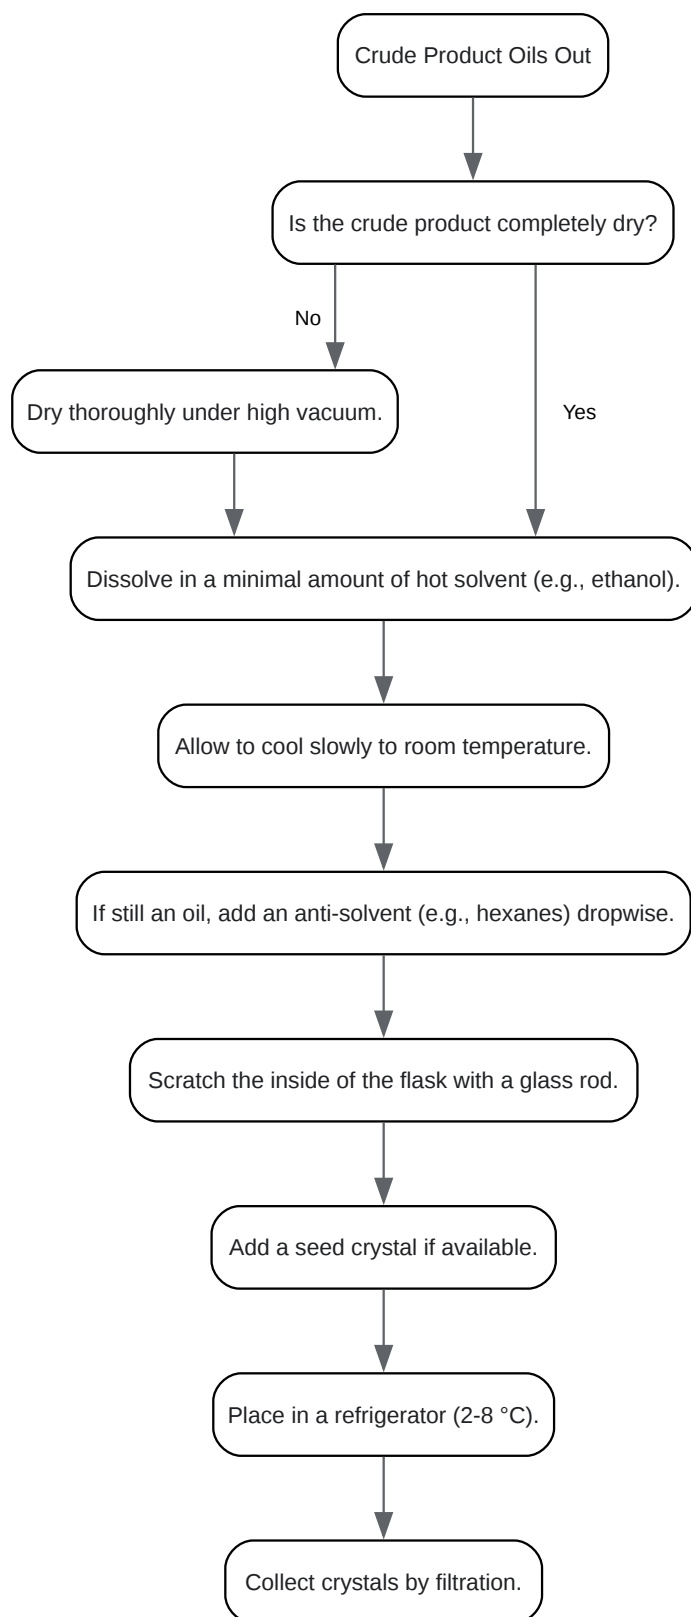 Crude Product Oils Out
Is the crude product completely dry?
No
Dry thoroughly under high vacuum.
Yes
Dissolve in a minimal amount of hot solvent (e.g., ethanol).
Allow to cool slowly to room temperature.
If still an oil, add an anti-solvent (e.g., hexanes) dropwise.
Scratch the inside of the flask with a glass rod.
Add a seed crystal if available.
Place in a refrigerator (2-8 °C).
Collect crystals by filtration.